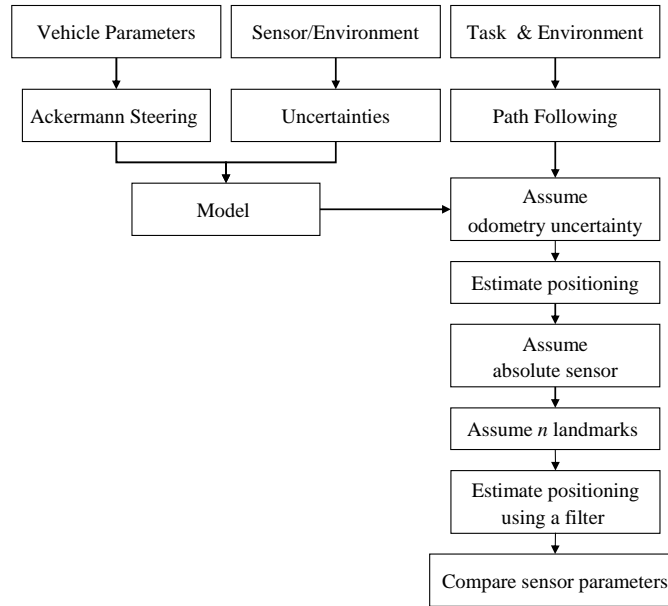 Vehicle Parameters
Sensor/Environment
Task & Environment
Ackermann Steering
Uncertainties
Path Following
Model
Assume
odometry uncertainty
Estimate positioning
Assume
absolute sensor
Assume n landmarks
Estimate positioning
using a filter
Compare sensor parameters